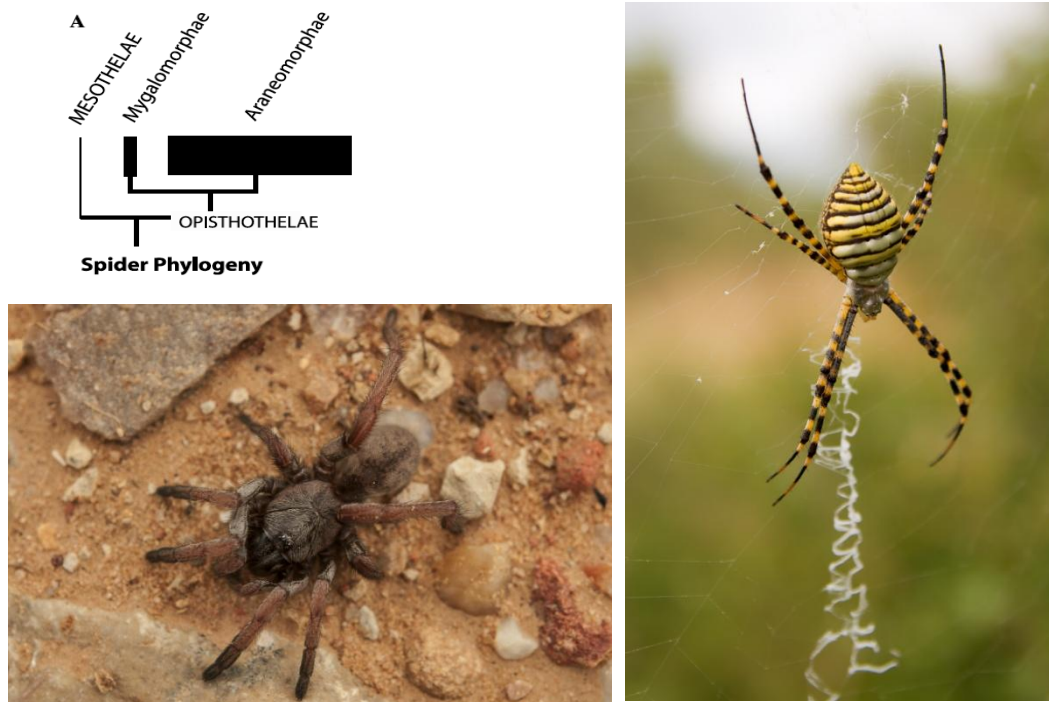 A
MESOTHELAE
Mygalomorphae
Araneomorphae
OPISTHOTHELAE
Spider Phylogeny